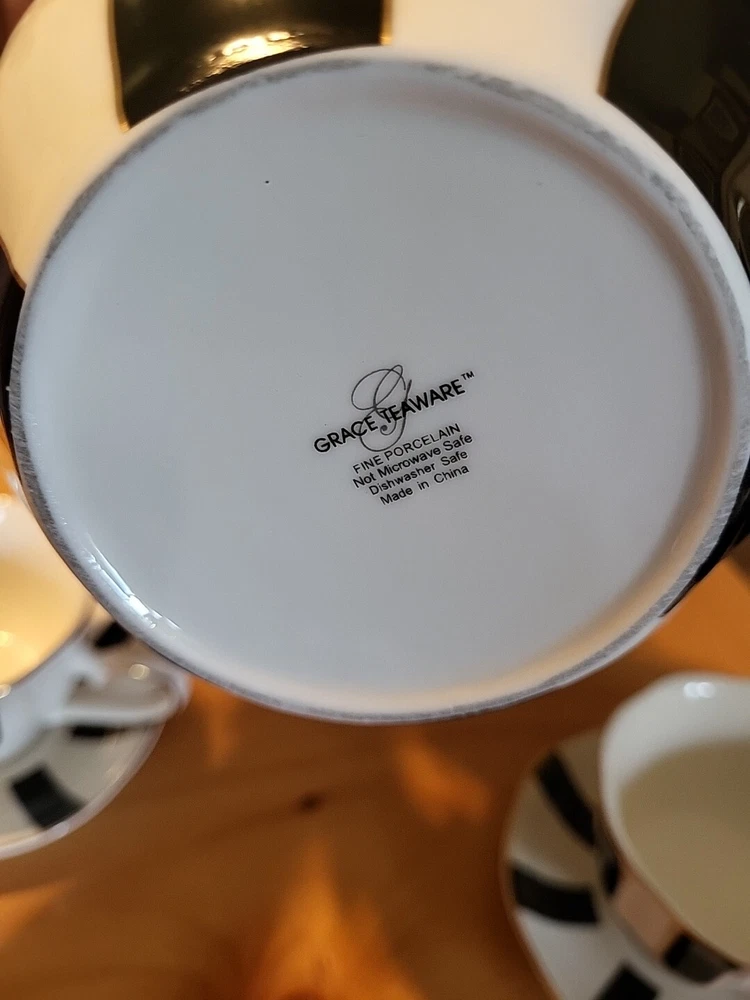 G
GRACE TEAWARE™
FINE PORCELAIN
Not Microwave Safe
Dishwasher Safe
Made in China